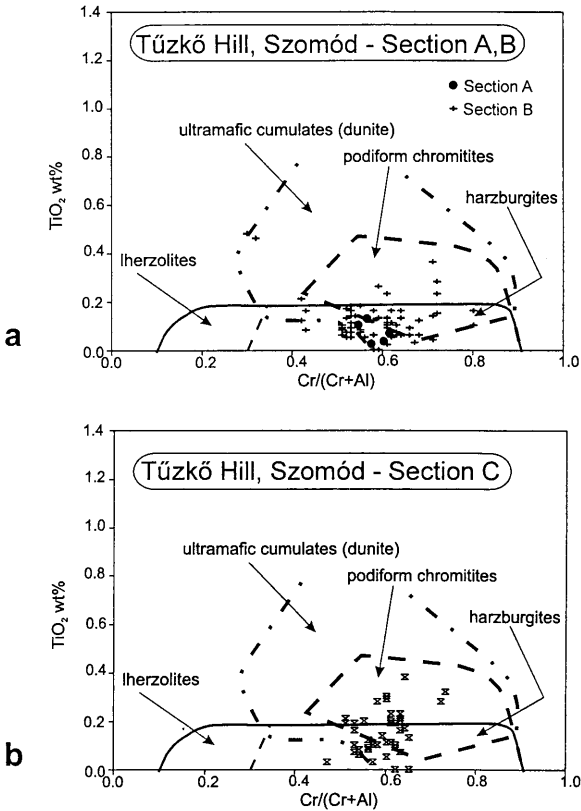 1.4
Tűzkő Hill, Szomód - Section A,B
1.2
Section A
1.0
Section B
ultramafic cumulates (dunite)
0.8
podiform chromitites
TiO₂ wt%
0.6
harzburgites
0.4
lherzolites
0.2
a
0.0
0.0 0.2 0.4 0.6 0.8 1.0
Cr/(Cr+Al)
1.4
Tűzkő Hill, Szomód - Section C
1.2
1.0
ultramafic cumulates (dunite)
0.8
podiform chromitites
TiO₂ wt%
0.6
harzburgites
0.4
lherzolites
0.2
b
0.0
0.0 0.2 0.4 0.6 0.8 1.0
Cr/(Cr+Al)